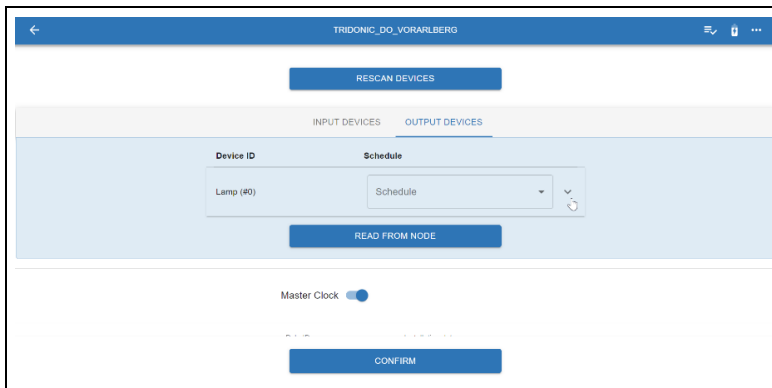 TRIDONIC_DO_VORARLBERG
RESCAN DEVICES
INPUT DEVICES OUTPUT DEVICES
Device ID Schedule
Lamp (#0) Schedule
READ FROM NODE
Master Clock
CONFIRM